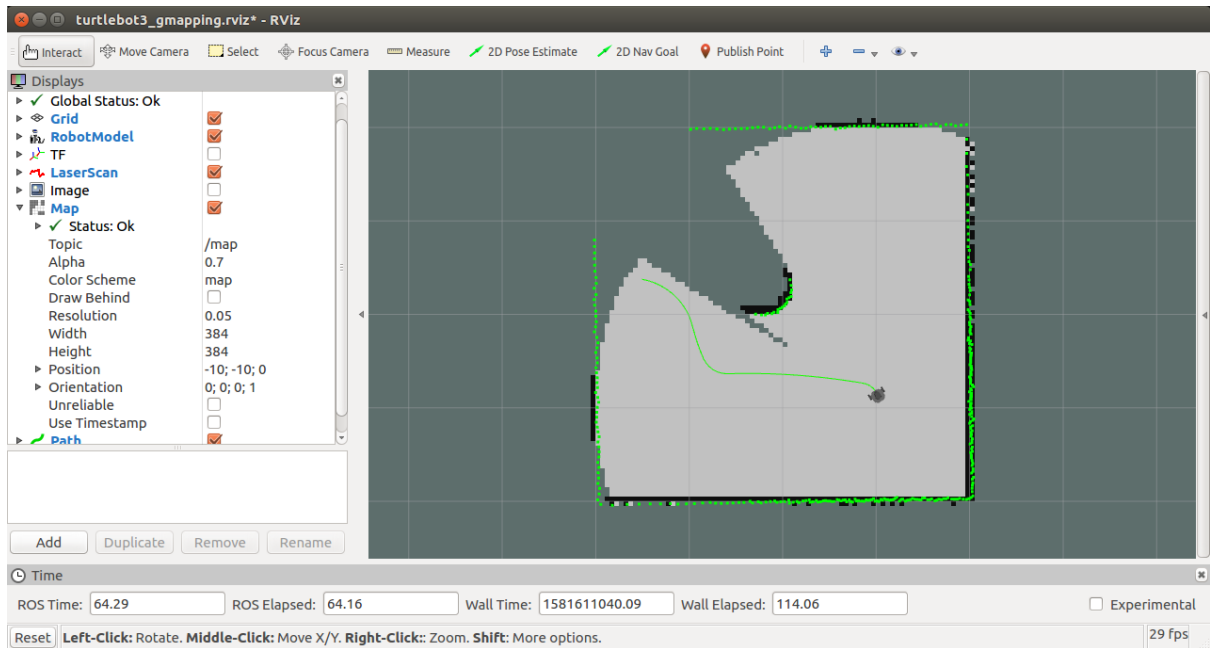 turtlebot3_gmapping.rviz* - RViz
Interact Move Camera Select Focus Camera Measure 2D Pose Estimate 2D Nav Goal Publish Point
Displays
Global Status: Ok
Grid
RobotModel
TF
LaserScan
Image
Map
Status: Ok
Topic /map
Alpha 0.7
Color Scheme map
Draw Behind
Resolution 0.05
Width 384
Height 384
Position -10; -10; 0
Orientation 0; 0; 0; 1
Unreliable
Use Timestamp
Path
Add Duplicate Remove Rename
Time
ROS Time: 64.29 ROS Elapsed: 64.16 Wall Time: 1581611040.09 Wall Elapsed: 114.06 Experimental
Reset Left-Click: Rotate. Middle-Click: Move X/Y. Right-Click:: Zoom. Shift: More options. 29 fps